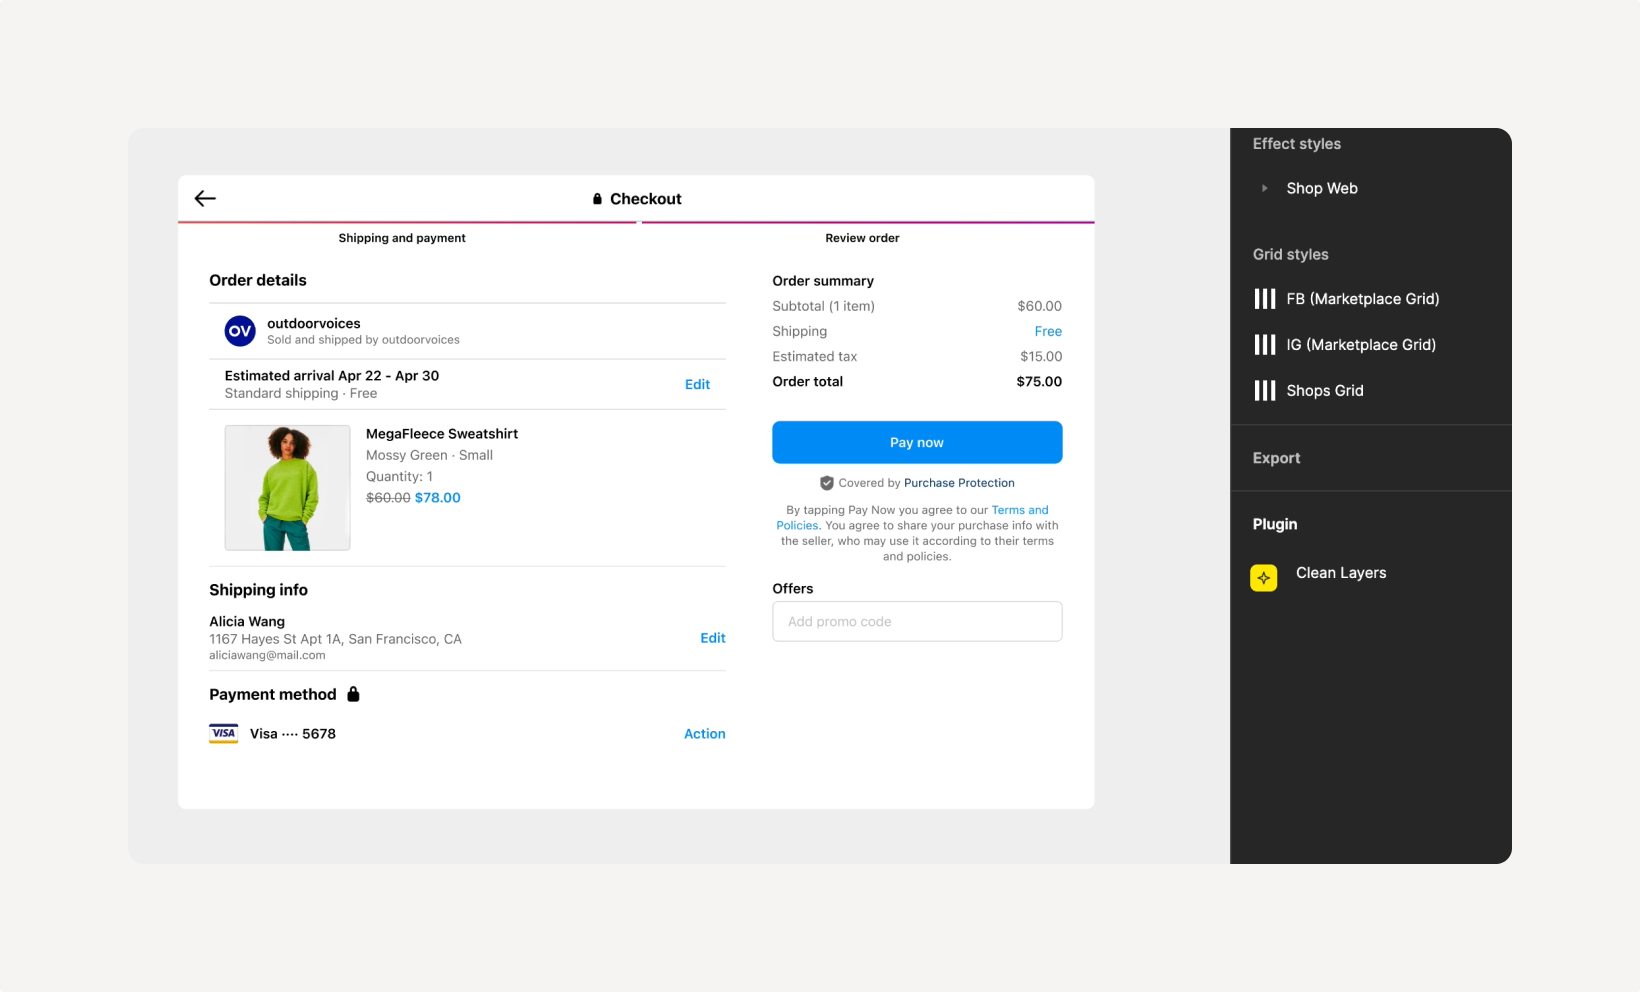 Checkout
Shipping and payment
Review order
Order details
OV
outdoorvoices
Sold and shipped by outdoorvoices
Estimated arrival Apr 22 - Apr 30
Standard shipping · Free
Edit
MegaFleece Sweatshirt
Mossy Green · Small
Quantity: 1
$60.00 $78.00
Shipping info
Alicia Wang
1167 Hayes St Apt 1A, San Francisco, CA
aliciawang@mail.com
Edit
Payment method
VISA
Visa ···· 5678
Action
Order summary
Subtotal (1 item) $60.00
Shipping Free
Estimated tax $15.00
Order total $75.00
Pay now
Covered by Purchase Protection
By tapping Pay Now you agree to our Terms and
Policies. You agree to share your purchase info with
the seller, who may use it according to their terms
and policies.
Offers
Add promo code
Effect styles
Shop Web
Grid styles
FB (Marketplace Grid)
IG (Marketplace Grid)
Shops Grid
Export
Plugin
Clean Layers